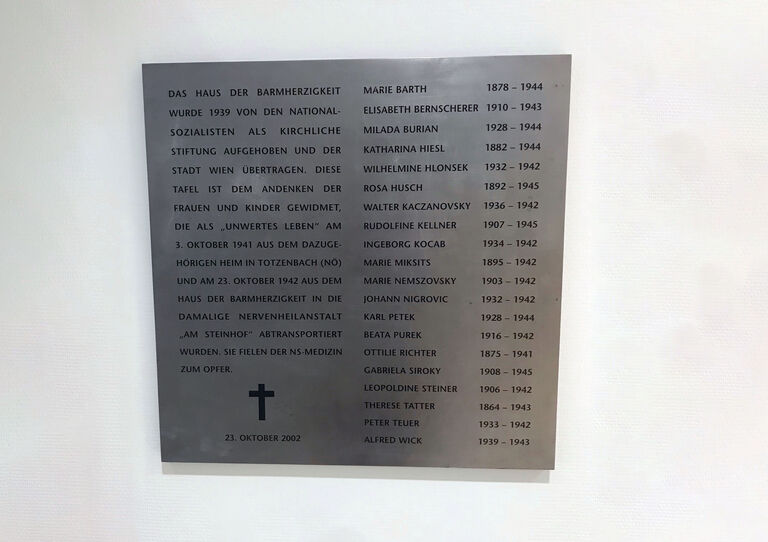 DAS HAUS DER BARMHERZIGKEIT
WURDE 1939 VON DEN NATIONAL-
SOZIALISTEN ALS KIRCHLICHE
STIFTUNG AUFGEHOBEN UND DER
STADT WIEN ÜBERTRAGEN. DIESE
TAFEL IST DEM ANDENKEN DER
FRAUEN UND KINDER GEWIDMET,
DIE ALS „UNWERTES LEBEN" AM
3. OKTOBER 1941 AUS DEM DAZUGE-
HÖRIGEN HEIM IN TOTZENBACH (NÖ)
UND AM 23. OKTOBER 1942 AUS DEM
HAUS DER BARMHERZIGKEIT IN DIE
DAMALIGE NERVENHEILANSTALT
„AM STEINHOF" ABTRANSPORTIERT
WURDEN. SIE FIELEN DER NS-MEDIZIN
ZUM OPFER.
23. OKTOBER 2002
MARIE BARTH 1878 – 1944
ELISABETH BERNSCHERER 1910 – 1943
MILADA BURIAN 1928 – 1944
KATHARINA HIESL 1882 – 1944
WILHELMINE HLONSEK 1932 – 1942
ROSA HUSCH 1892 – 1945
WALTER KACZANOVSKY 1936 – 1942
RUDOLFINE KELLNER 1907 – 1945
INGEBORG KOCAB 1934 – 1942
MARIE MIKSITS 1895 – 1942
MARIE NEMSZOVSKY 1903 – 1942
JOHANN NIGROVIC 1932 – 1942
KARL PETEK 1928 – 1944
BEATA PUREK 1916 – 1942
OTTILIE RICHTER 1875 – 1941
GABRIELA SIROKY 1908 – 1945
LEOPOLDINE STEINER 1906 – 1942
THERESE TATTER 1864 – 1943
PETER TEUER 1933 – 1942
ALFRED WICK 1939 – 1943